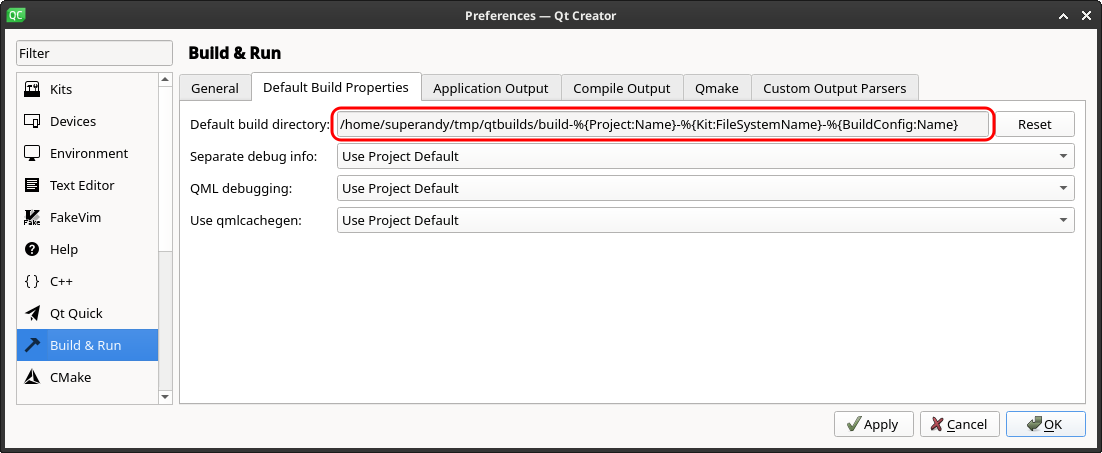 QC Preferences — Qt Creator
Filter
Kits
Devices
Environment
Text Editor
Fake FakeVim
Help
C++
Qt Quick
Build & Run
CMake
Build & Run
General Default Build Properties Application Output Compile Output Qmake Custom Output Parsers
Default build directory: /home/superandy/tmp/qtbuilds/build-%{Project:Name}-%{Kit:FileSystemName}-%{BuildConfig:Name} Reset
Separate debug info: Use Project Default
QML debugging: Use Project Default
Use qmlcachegen: Use Project Default
Apply Cancel OK